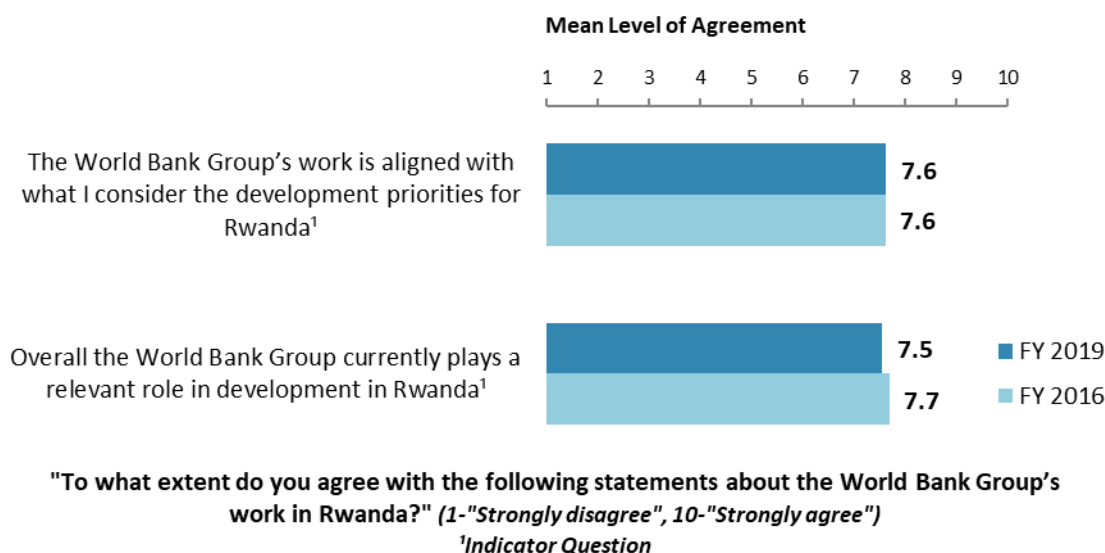 Mean Level of Agreement
1 2 3 4 5 6 7 8 9 10
The World Bank Group’s work is aligned with
what I consider the development priorities for
Rwanda¹
7.6
7.6
Overall the World Bank Group currently plays a
relevant role in development in Rwanda¹
7.5
7.7
FY 2019
FY 2016
"To what extent do you agree with the following statements about the World Bank Group’s
work in Rwanda?" (1-"Strongly disagree", 10-"Strongly agree")
¹Indicator Question